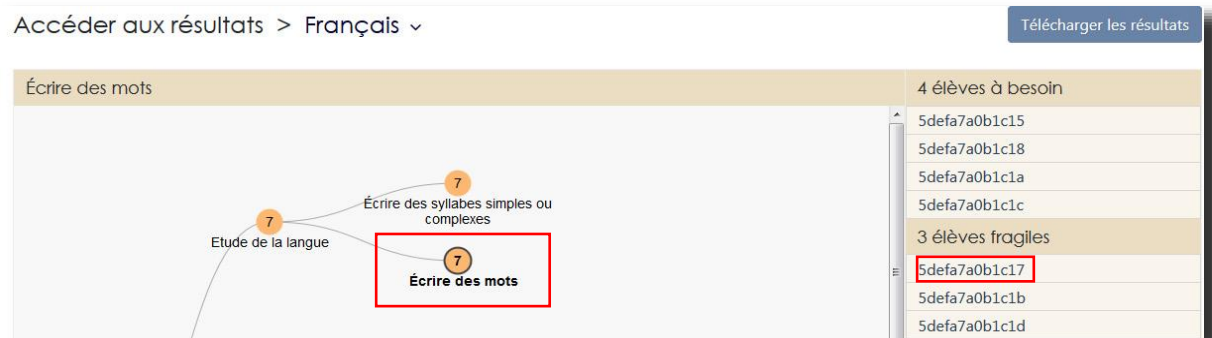 Accéder aux résultats > Français
Télécharger les résultats
Écrire des mots
7
Écrire des syllabes simples ou
complexes
7
Etude de la langue
7
Écrire des mots
4 élèves à besoin
5defa7a0b1c15
5defa7a0b1c18
5defa7a0b1c1a
5defa7a0b1c1c
3 élèves fragiles
5defa7a0b1c17
5defa7a0b1c1b
5defa7a0b1c1d